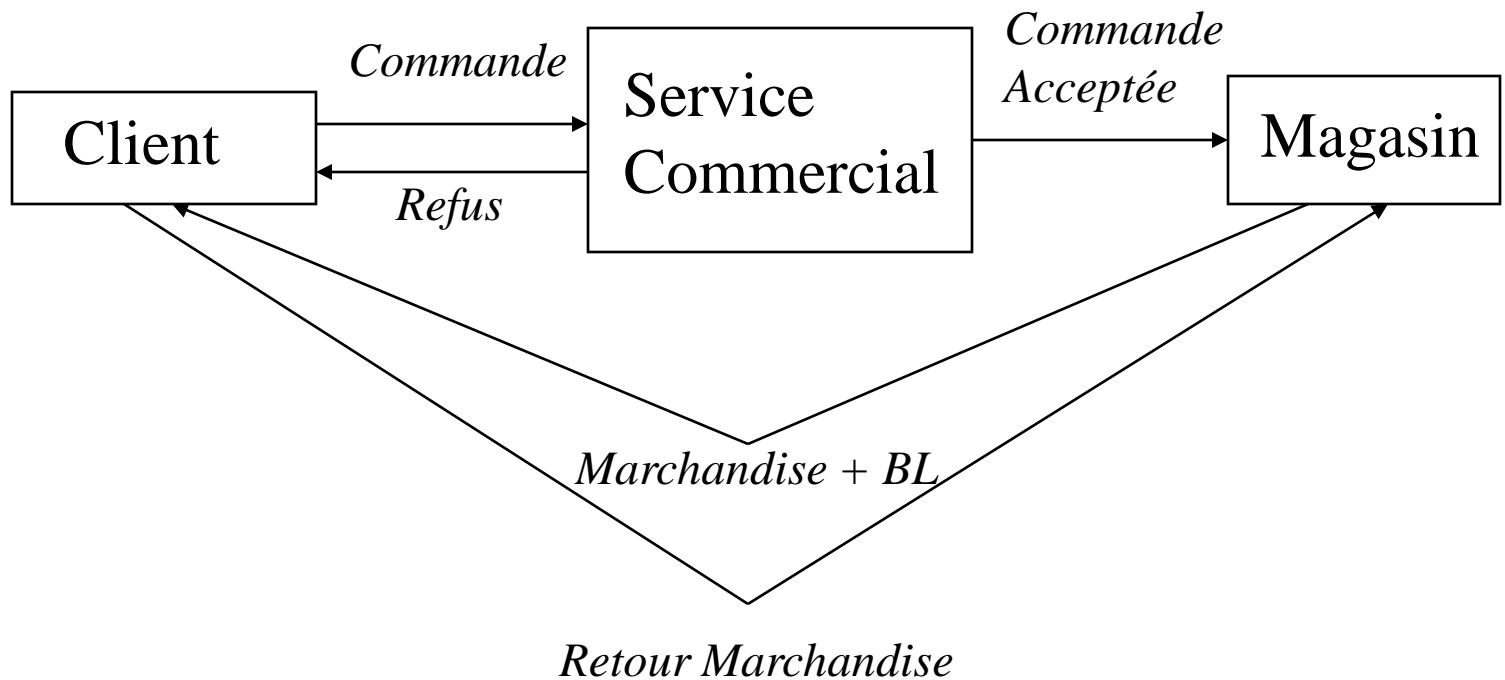 Commande
Commande
Acceptée
Service
Commercial
Client
Magasin
Refus
Marchandise + BL
Retour Marchandise